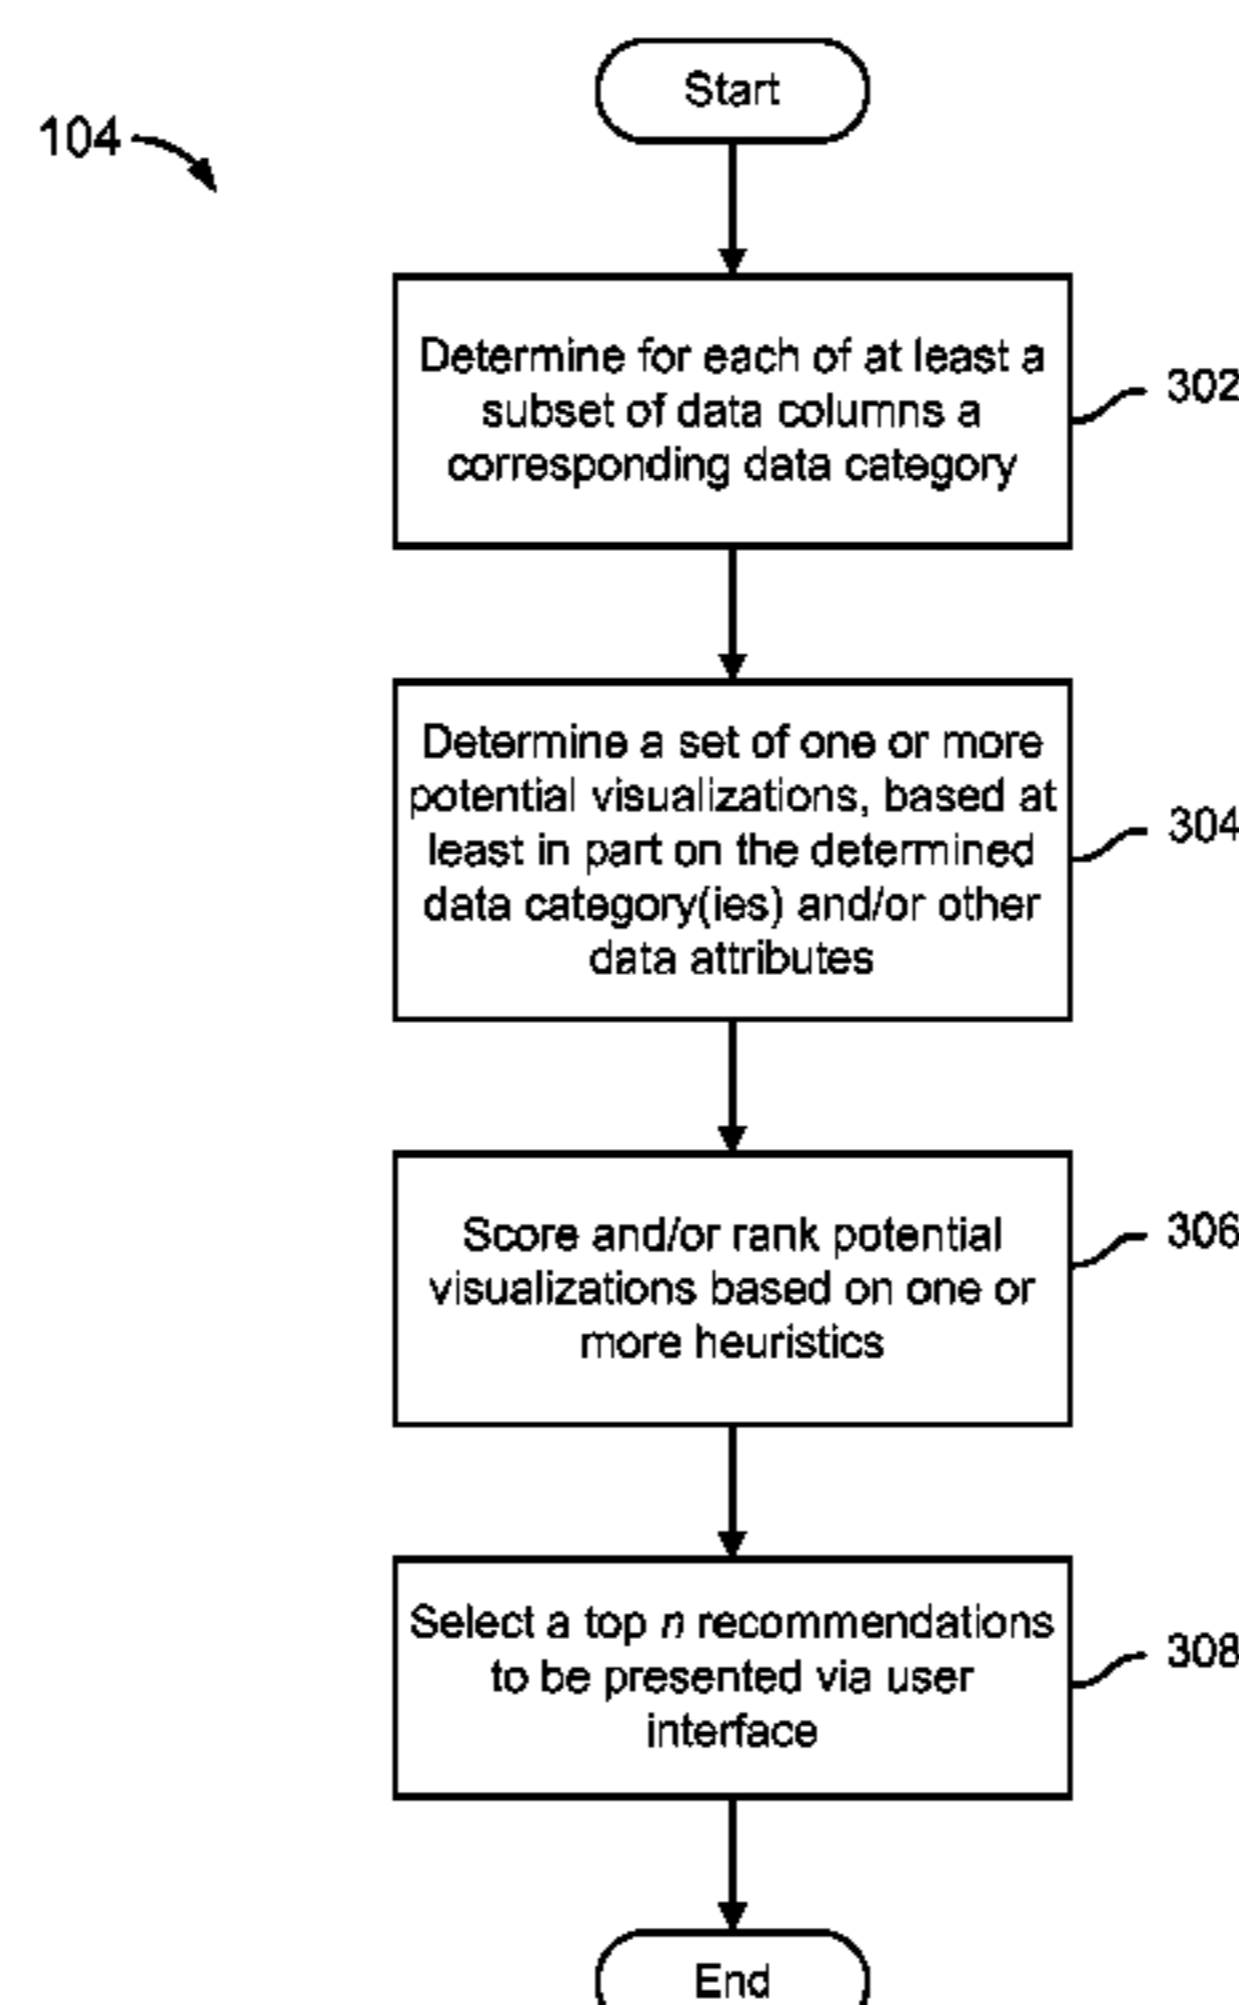 Start
104
Determine for each of at least a
subset of data columns a
corresponding data category
302
Determine a set of one or more
potential visualizations, based at
least in part on the determined
data category(ies) and/or other
data attributes
304
Score and/or rank potential
visualizations based on one or
more heuristics
306
Select a top n recommendations
to be presented via user
interface
308
End